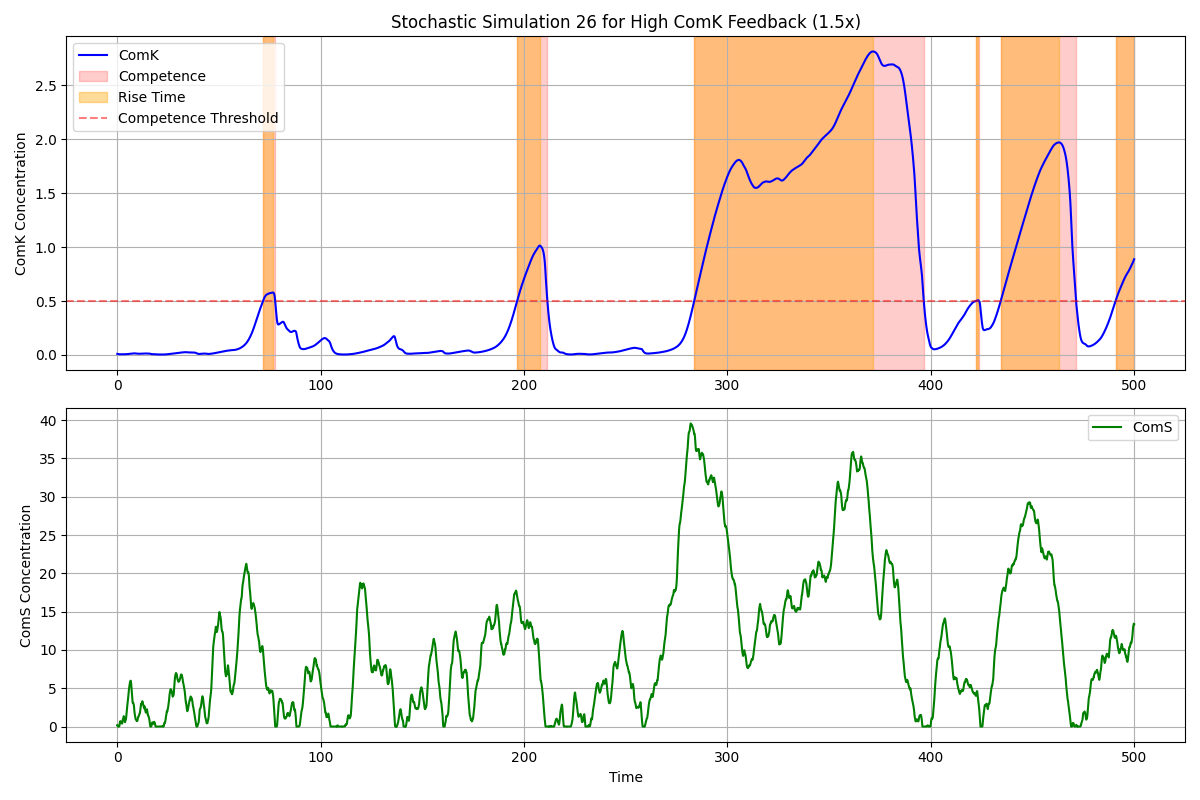 Stochastic Simulation 26 for High ComK Feedback (1.5x)
ComK
Competence
Rise Time
Competence Threshold
ComK Concentration
2.5
2.0
1.5
1.0
0.5
0.0
0 100 200 300 400 500
ComS
ComS Concentration
40
35
30
25
20
15
10
5
0
0 100 200 300 400 500
Time